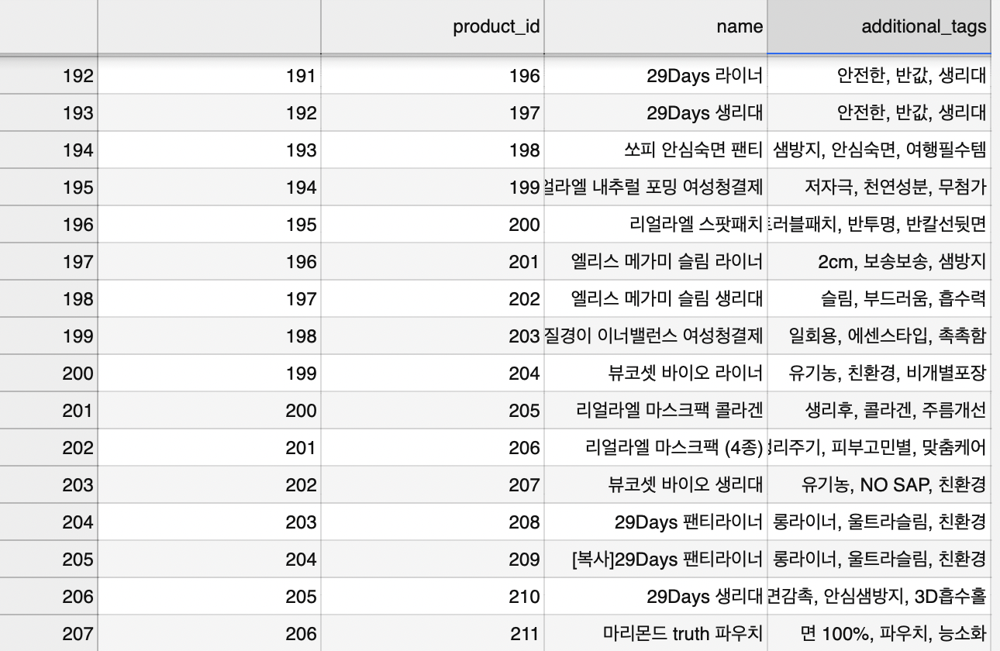 product_id name additional_tags
192 191 196 29Days 라이너 안전한, 반값, 생리대
193 192 197 29Days 생리대 안전한, 반값, 생리대
194 193 198 쏘피 안심숙면 팬티 샘방지, 안심숙면, 여행필수템
195 194 199 얼라엘 내추럴 포밍 여성청결제 저자극, 천연성분, 무첨가
196 195 200 리얼라엘 스팟패치 트러블패치, 반투명, 반칼선뒷면
197 196 201 엘리스 메가미 슬림 라이너 2cm, 보송보송, 샘방지
198 197 202 엘리스 메가미 슬림 생리대 슬림, 부드러움, 흡수력
199 198 203 질경이 이너밸런스 여성청결제 일회용, 에센스타입, 촉촉함
200 199 204 뷰코셋 바이오 라이너 유기농, 친환경, 비개별포장
201 200 205 리얼라엘 마스크팩 콜라겐 생리후, 콜라겐, 주름개선
202 201 206 리얼라엘 마스크팩 (4종) 생리주기, 피부고민별, 맞춤케어
203 202 207 뷰코셋 바이오 생리대 유기농, NO SAP, 친환경
204 203 208 29Days 팬티라이너 롱라이너, 울트라슬림, 친환경
205 204 209 [복사]29Days 팬티라이너 롱라이너, 울트라슬림, 친환경
206 205 210 29Days 생리대 면감촉, 안심샘방지, 3D흡수홀
207 206 211 마리몬드 truth 파우치 면 100%, 파우치, 능소화